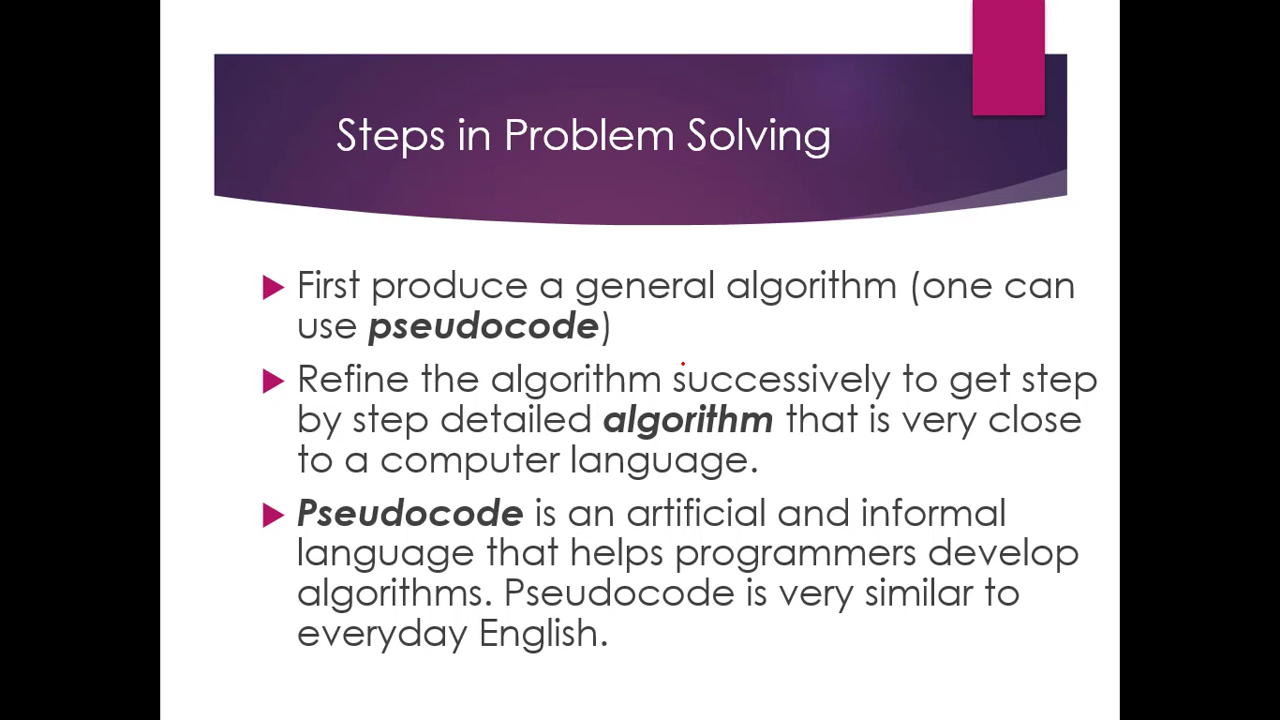 Steps in Problem Solving
First produce a general algorithm (one can
use pseudocode)
Refine the algorithm successively to get step
by step detailed algorithm that is very close
to a computer language.
Pseudocode is an artificial and informal
language that helps programmers develop
algorithms. Pseudocode is very similar to
everyday English.